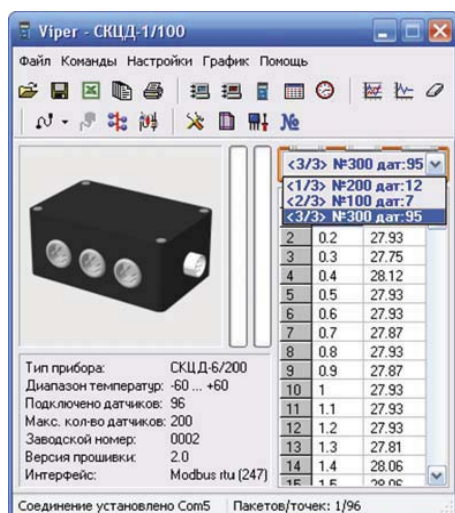 Viper - СКЦД-1/100
Файл Команды Настройки График Помощь
№
<3/3> №300 дат:95
<1/3> №200 дат:12
<2/3> №100 дат:7
<3/3> №300 дат:95
2 0.2 27.93
3 0.3 27.75
4 0.4 28.12
5 0.5 27.93
6 0.6 27.93
7 0.7 27.87
8 0.8 27.93
9 0.9 27.87
10 1 27.93
11 1.1 27.93
12 1.2 27.93
13 1.3 27.81
14 1.4 28.06
15 1.5 28.06
Тип прибора: СКЦД-6/200
Диапазон температур: -60 ... +60
Подключено датчиков: 96
Макс. кол-во датчиков: 200
Заводской номер: 0002
Версия прошивки: 2.0
Интерфейс: Modbus rtu (247)
Соединение установлено Com5 Пакетов/точек: 1/96